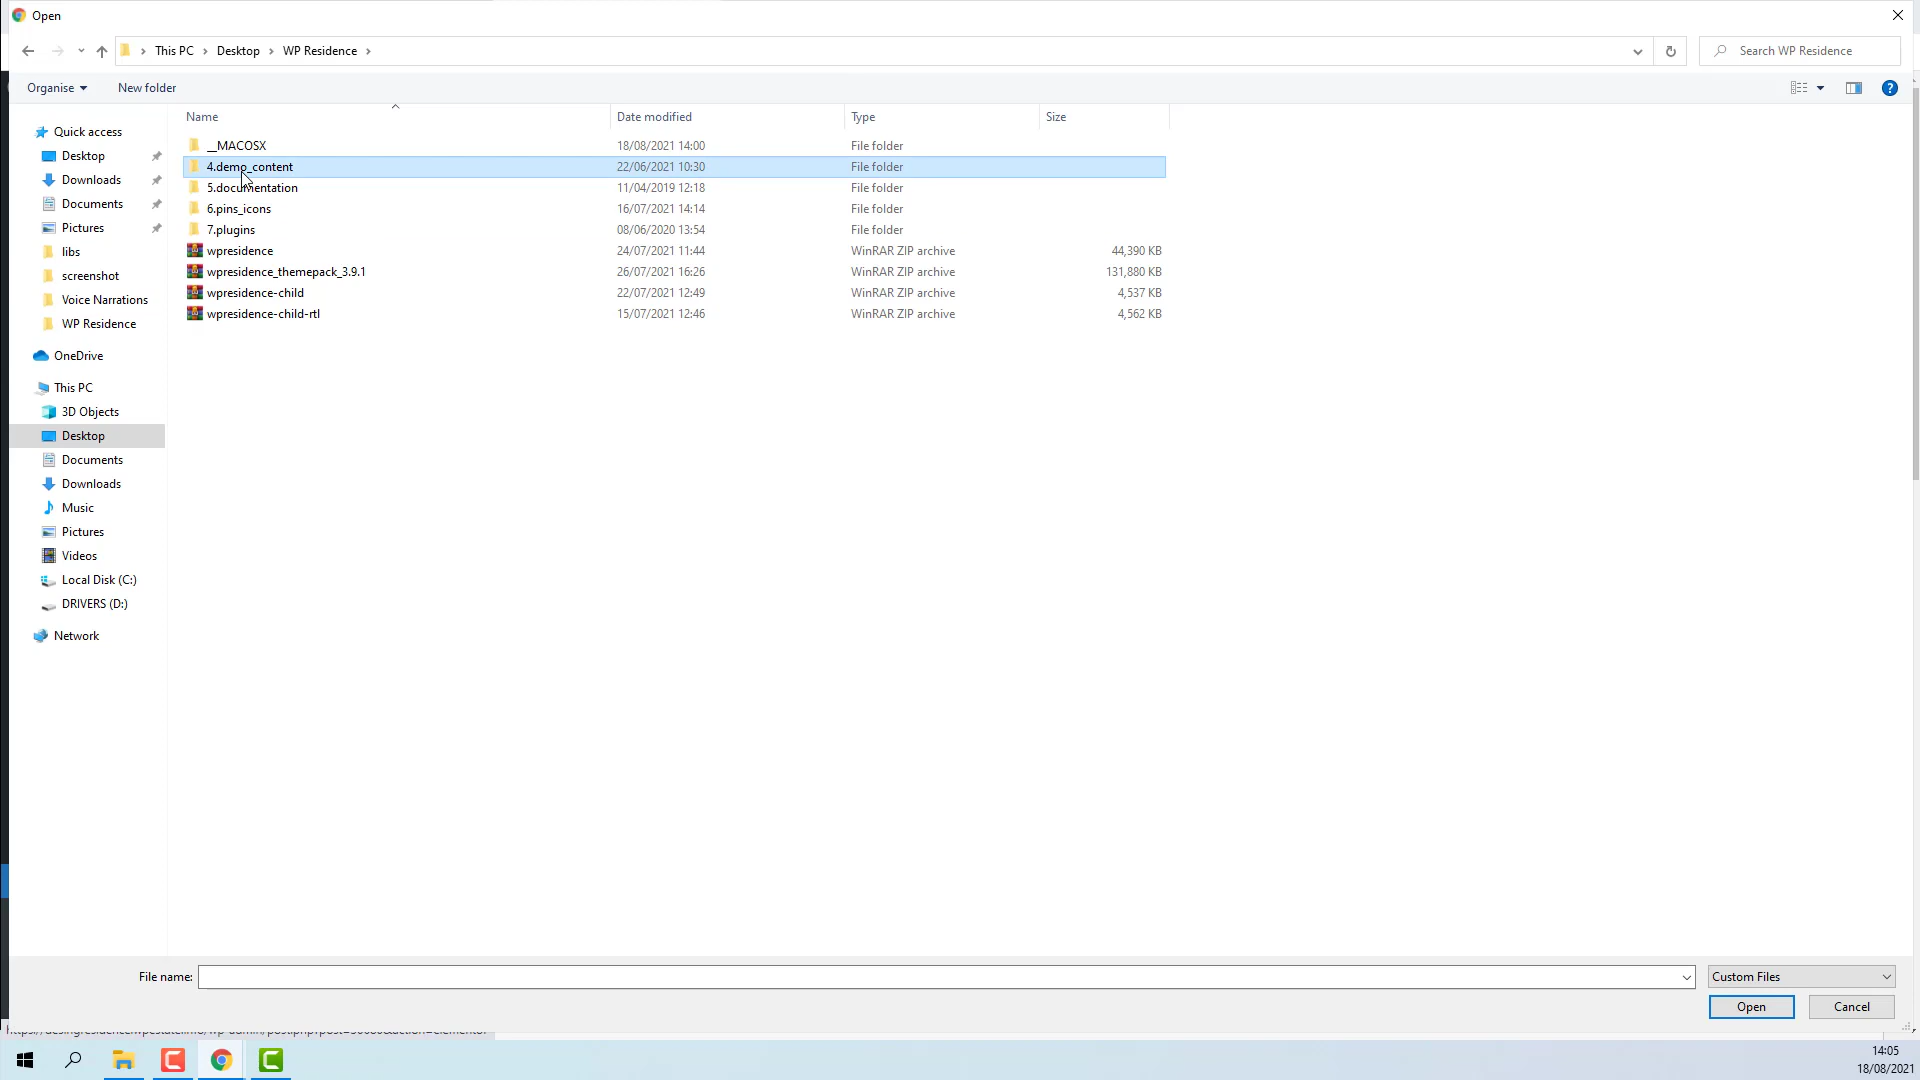 Open
This PC > Desktop > WP Residence >
Search WP Residence
Organise
New folder
Name Date modified Type Size
Quick access
Desktop
Downloads
Documents
Pictures
libs
screenshot
Voice Narrations
WP Residence
OneDrive
This PC
3D Objects
Desktop
Documents
Downloads
Music
Pictures
Videos
Local Disk (C:)
DRIVERS (D:)
Network
__MACOSX 18/08/2021 14:00 File folder
4.demo_content 22/06/2021 10:30 File folder
5.documentation 11/04/2019 12:18 File folder
6.pins_icons 16/07/2021 14:14 File folder
7.plugins 08/06/2020 13:54 File folder
wpresidence 24/07/2021 11:44 WinRAR ZIP archive 44,390 KB
wpresidence_themepack_3.9.1 26/07/2021 16:26 WinRAR ZIP archive 131,880 KB
wpresidence-child 22/07/2021 12:49 WinRAR ZIP archive 4,537 KB
wpresidence-child-rtl 15/07/2021 12:46 WinRAR ZIP archive 4,562 KB
File name:
Custom Files
Open
Cancel
14:05
18/08/2021